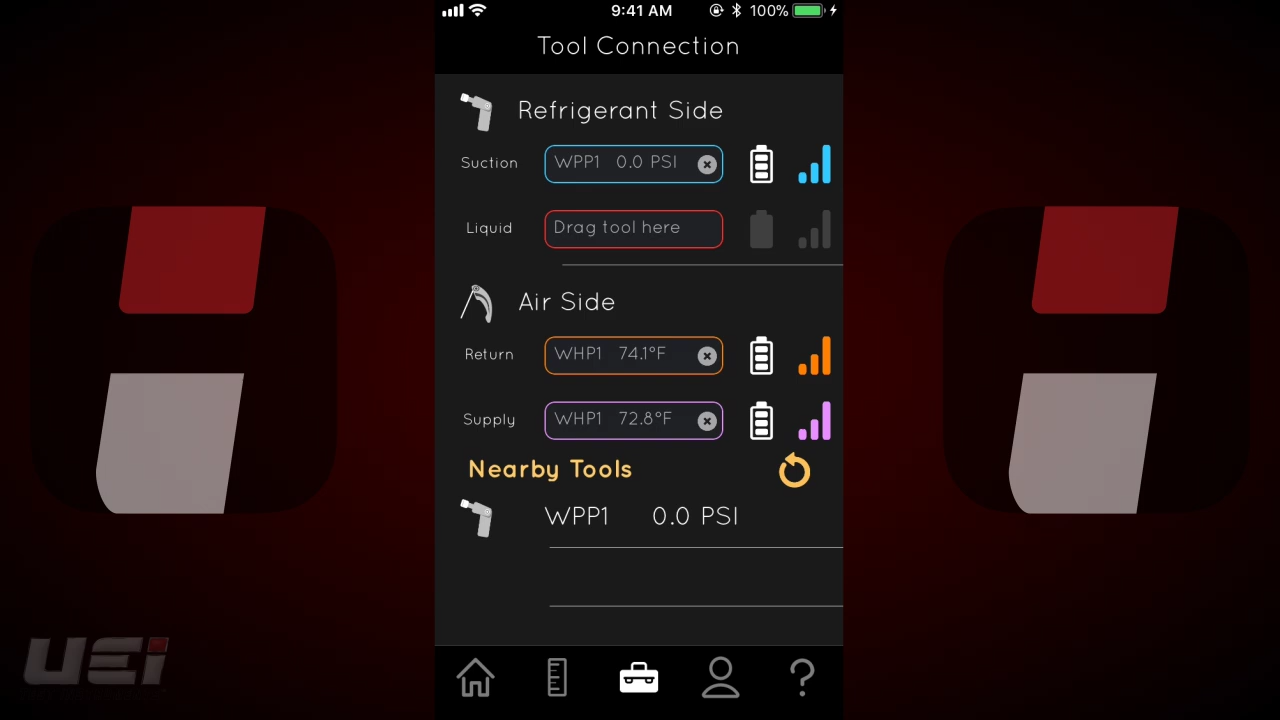 9:41 AM 100%
Tool Connection
Refrigerant Side
Suction WPP1 0.0 PSI
Liquid Drag tool here
Air Side
Return WHP1 74.1°F
Supply WHP1 72.8°F
Nearby Tools
WPP1 0.0 PSI
UEi